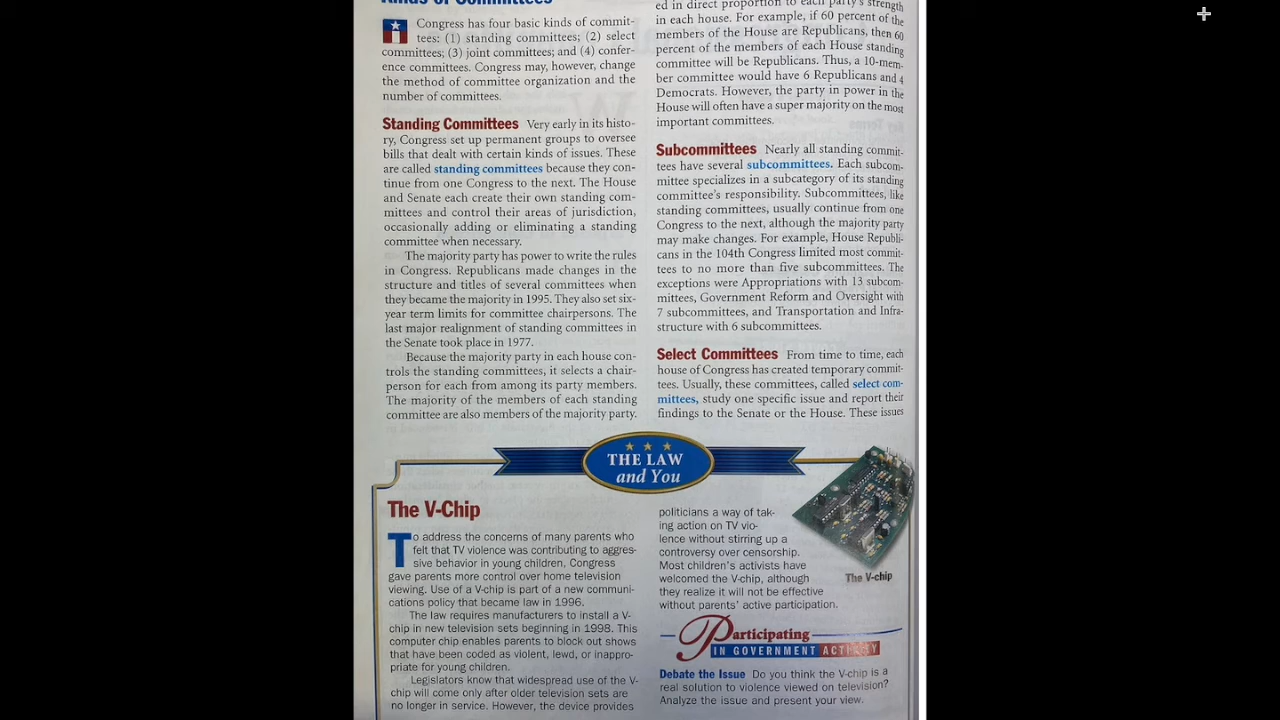 Kinds of Committees
Congress has four basic kinds of commit-
tees: (1) standing committees; (2) select
committees; (3) joint committees; and (4) confer-
ence committees. Congress may, however, change
the method of committee organization and the
number of committees.
Standing Committees Very early in its histo-
ry, Congress set up permanent groups to oversee
bills that dealt with certain kinds of issues. These
are called standing committees because they con-
tinue from one Congress to the next. The House
and Senate each create their own standing com-
mittees and control their areas of jurisdiction,
occasionally adding or eliminating a standing
committee when necessary.
The majority party has power to write the rules
in Congress. Republicans made changes in the
structure and titles of several committees when
they became the majority in 1995. They also set six-
year term limits for committee chairpersons. The
last major realignment of standing committees in
the Senate took place in 1977.
Because the majority party in each house con-
trols the standing committees, it selects a chair-
person for each from among its party members.
The majority of the members of each standing
committee are also members of the majority party.
ed in direct proportion to each party's strength
in each house. For example, if 60 percent of the
members of the House are Republicans, then 60
percent of the members of each House standing
committee will be Republicans. Thus, a 10-mem-
ber committee would have 6 Republicans and 4
Democrats. However, the party in power in the
House will often have a super majority on the most
important committees.
Subcommittees Nearly all standing commit-
tees have several subcommittees. Each subcom-
mittee specializes in a subcategory of its standing
committee's responsibility. Subcommittees, like
standing committees, usually continue from one
Congress to the next, although the majority party
may make changes. For example, House Republi-
cans in the 104th Congress limited most commit-
tees to no more than five subcommittees. The
exceptions were Appropriations with 13 subcom-
mittees, Government Reform and Oversight with
7 subcommittees, and Transportation and Infra-
structure with 6 subcommittees.
Select Committees From time to time, each
house of Congress has created temporary commit-
tees. Usually, these committees, called select com-
mittees, study one specific issue and report their
findings to the Senate or the House. These issues
THE LAW
and You
The V-Chip
To address the concerns of many parents who
felt that TV violence was contributing to aggres-
sive behavior in young children, Congress
gave parents more control over home television
viewing. Use of a V-chip is part of a new communi-
cations policy that became law in 1996.
The law requires manufacturers to install a V-
chip in new television sets beginning in 1998. This
computer chip enables parents to block out shows
that have been coded as violent, lewd, or inappro-
priate for young children.
Legislators know that widespread use of the V-
chip will come only after older television sets are
no longer in service. However, the device provides
politicians a way of tak-
ing action on TV vio-
lence without stirring up a
controversy over censorship.
Most children's activists have
welcomed the V-chip, although
they realize it will not be effective
without parents' active participation.
The V-chip
Participating
IN GOVERNMENT ACTIVITY
Debate the Issue Do you think the V-chip is a
real solution to violence viewed on television?
Analyze the issue and present your view.